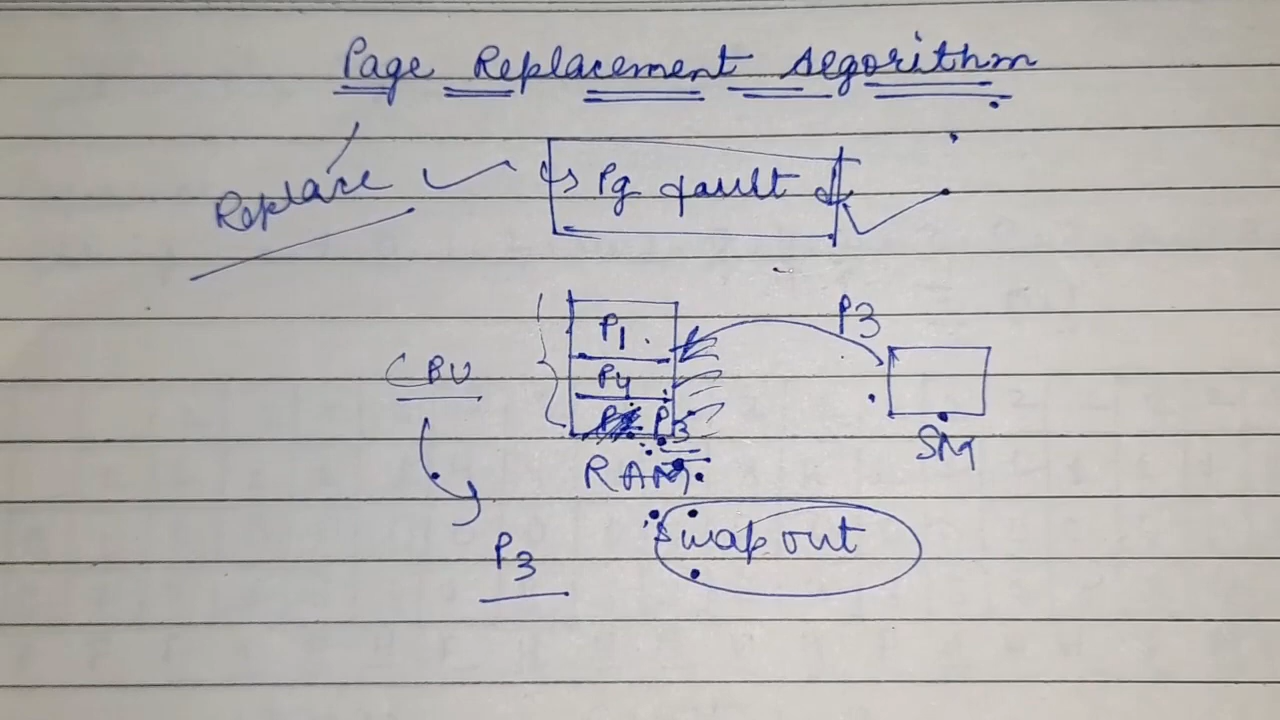 Page Replacement Algorithm
Replace
Pg fault
P3
P1
CPU
P4
P3
RAM
SM
Swap out
P3